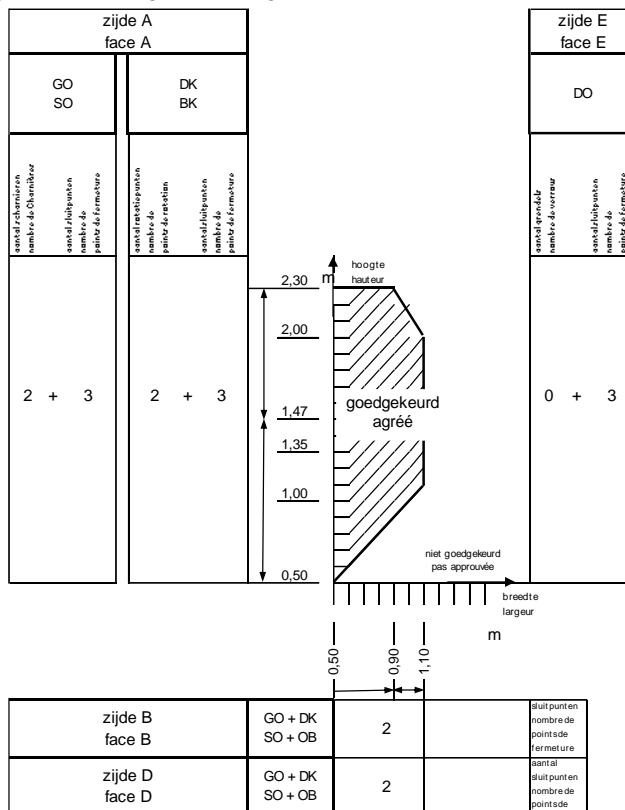 zijde A
face A
zijde E
face E
GO
SO
DK
BK
DO
aantal scharnieren
nombre de Charnières
aantal sluitpunten
nombre de
points de fermeture
aantal rotatiepunten
nombre de
points de rotation
aantal sluitpunten
nombre de
points de fermeture
aantal grendels
nombre de verroux
aantal sluitpunten
nombre de
points de fermeture
m
hoogte
hauteur
2,30
2,00
2 + 3
2 + 3
1,47
goedgekeurd
agréé
0 + 3
1,35
1,00
niet goedgekeurd
pas approuvée
0,50
breedte
largeur
m
0,50
0,90
1,10
zijde B
face B
GO + DK
SO + OB
2
sluitpunten
nombre de
points de
fermeture
zijde D
face D
GO + DK
SO + OB
2
aantal
sluitpunten
nombre de
points de